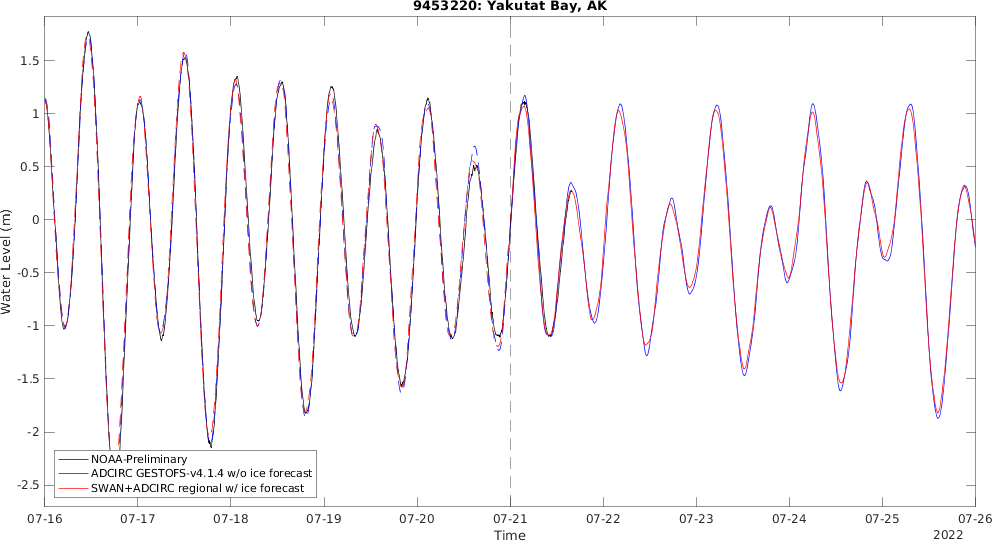 9453220: Yakutat Bay, AK
Water Level (m)
1.5
1
0.5
0
-0.5
-1
-1.5
-2
-2.5
NOAA-Preliminary
ADCIRC GESTOFS-v4.1.4 w/o ice forecast
SWAN+ADCIRC regional w/ ice forecast
07-16 07-17 07-18 07-19 07-20 07-21 07-22 07-23 07-24 07-25 07-26
Time
2022